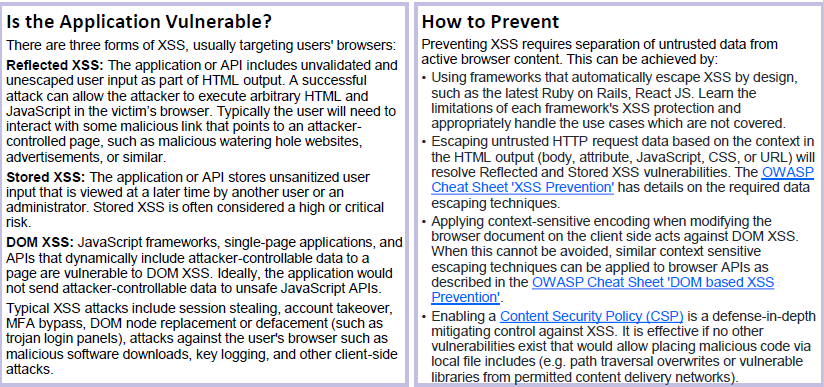 Is the Application Vulnerable?
There are three forms of XSS, usually targeting users' browsers:
Reflected XSS: The application or API includes unvalidated and
unescaped user input as part of HTML output. A successful
attack can allow the attacker to execute arbitrary HTML and
JavaScript in the victim's browser. Typically the user will need to
interact with some malicious link that points to an attacker-
controlled page, such as malicious watering hole websites,
advertisements, or similar.
Stored XSS: The application or API stores unsanitized user
input that is viewed at a later time by another user or an
administrator. Stored XSS is often considered a high or critical
risk.
DOM XSS: JavaScript frameworks, single-page applications, and
APIs that dynamically include attacker-controllable data to a
page are vulnerable to DOM XSS. Ideally, the application would
not send attacker-controllable data to unsafe JavaScript APIs.
Typical XSS attacks include session stealing, account takeover,
MFA bypass, DOM node replacement or defacement (such as
trojan login panels), attacks against the user's browser such as
malicious software downloads, key logging, and other client-side
attacks.
How to Prevent
Preventing XSS requires separation of untrusted data from
active browser content. This can be achieved by:
• Using frameworks that automatically escape XSS by design,
such as the latest Ruby on Rails, React JS. Learn the
limitations of each framework's XSS protection and
appropriately handle the use cases which are not covered.
• Escaping untrusted HTTP request data based on the context in
the HTML output (body, attribute, JavaScript, CSS, or URL) will
resolve Reflected and Stored XSS vulnerabilities. The OWASP
Cheat Sheet 'XSS Prevention' has details on the required data
escaping techniques.
• Applying context-sensitive encoding when modifying the
browser document on the client side acts against DOM XSS.
When this cannot be avoided, similar context sensitive
escaping techniques can be applied to browser APIs as
described in the OWASP Cheat Sheet 'DOM based XSS
Prevention'.
• Enabling a Content Security Policy (CSP) is a defense-in-depth
mitigating control against XSS. It is effective if no other
vulnerabilities exist that would allow placing malicious code via
local file includes (e.g. path traversal overwrites or vulnerable
libraries from permitted content delivery networks).